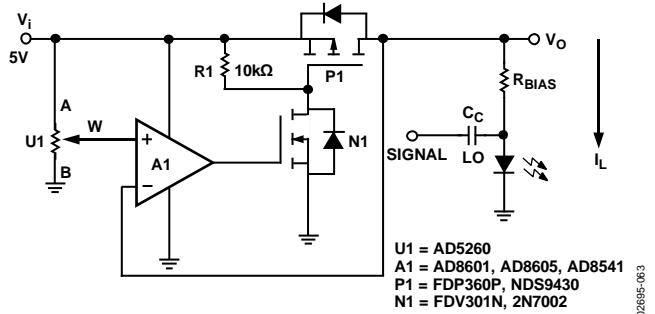 Vi
5V
A
W
U1
B
R1
10kΩ
P1
+
A1
−
N1
VO
RBIAS
CC
SIGNAL
LO
IL
U1 = AD5260
A1 = AD8601, AD8605, AD8541
P1 = FDP360P, NDS9430
N1 = FDV301N, 2N7002
02695-063